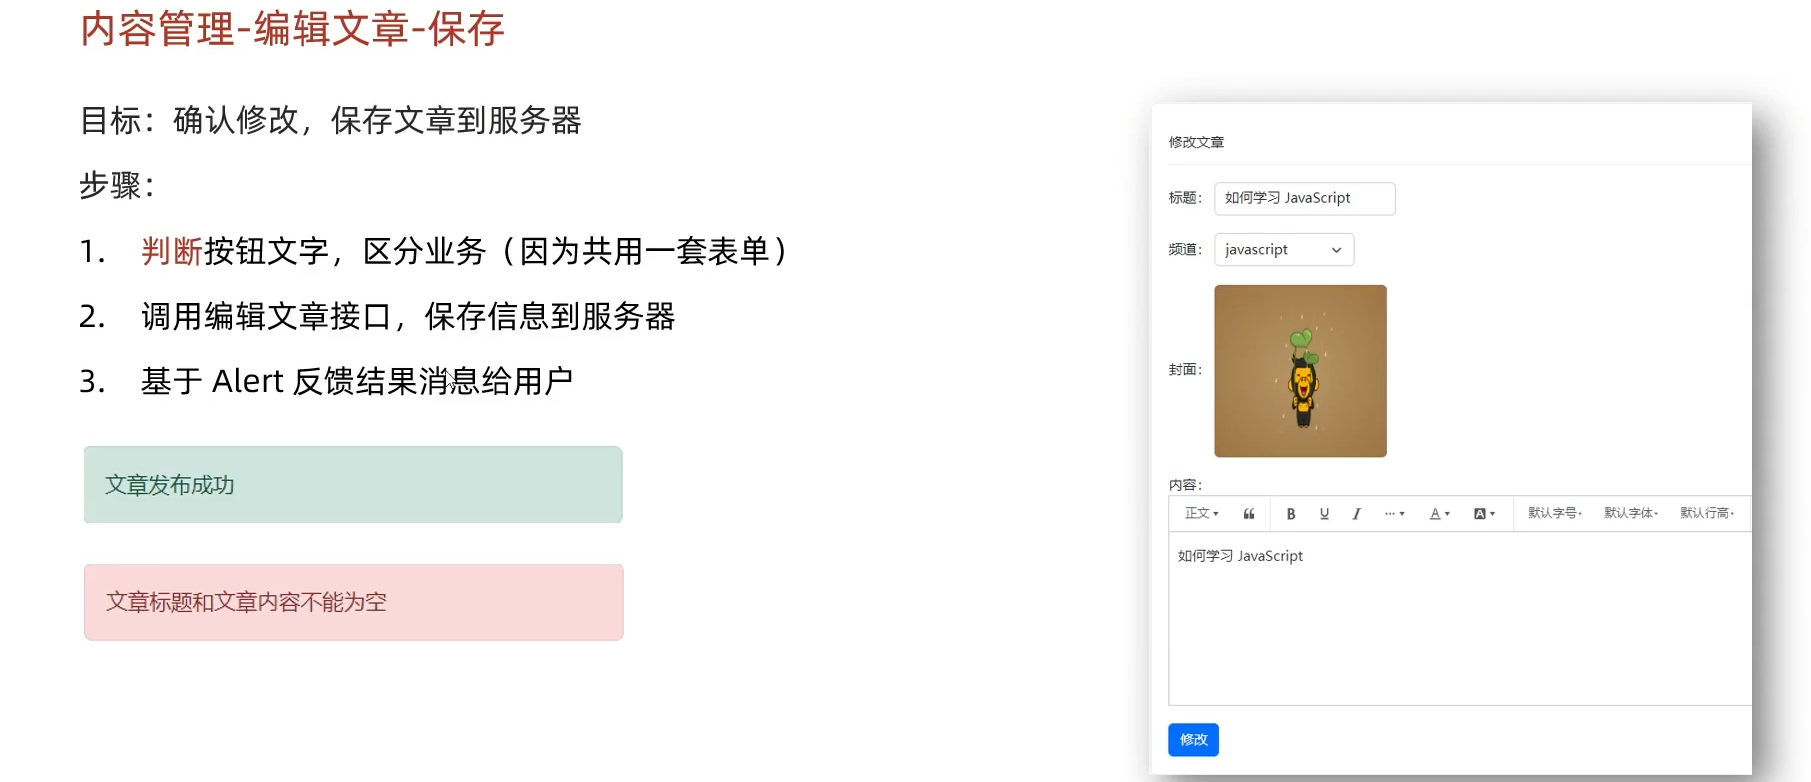 内容管理-编辑文章-保存
目标：确认修改，保存文章到服务器
步骤：
1. 判断按钮文字，区分业务（因为共用一套表单）
2. 调用编辑文章接口，保存信息到服务器
3. 基于 Alert 反馈结果消息给用户
文章发布成功
文章标题和文章内容不能为空
修改文章
标题： 如何学习 JavaScript
频道： javascript
封面：
内容：
正文 B U I ... A A 默认字号 默认字体 默认行高
如何学习 JavaScript
修改